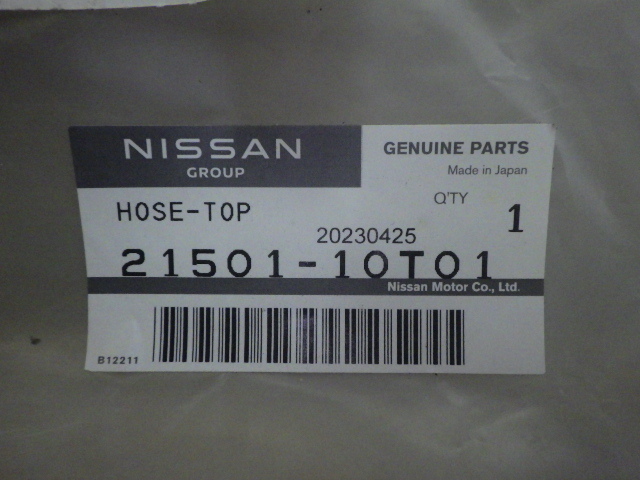 NISSAN
GROUP
GENUINE PARTS
Made in Japan
HOSE-TOP
Q'TY 1
20230425
21501-10T01
Nissan Motor Co., Ltd.
B12211